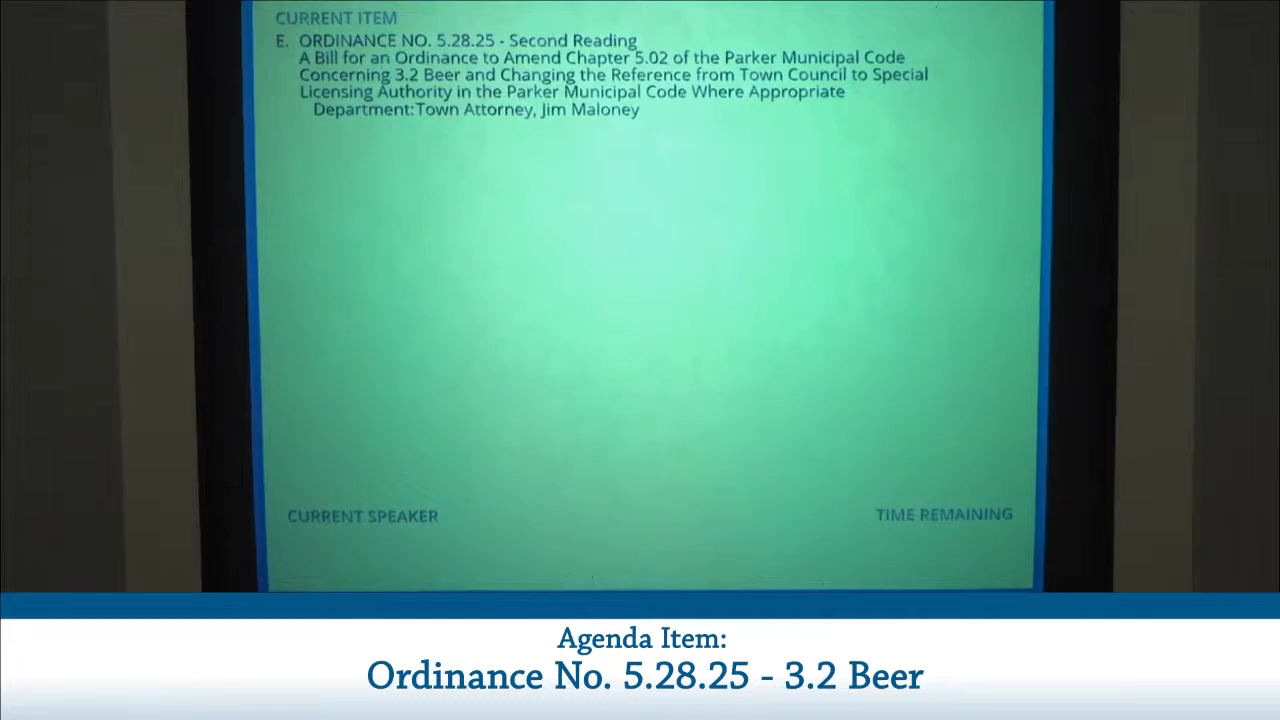 CURRENT ITEM
E. ORDINANCE NO. 5.28.25 - Second Reading
A Bill for an Ordinance to Amend Chapter 5.02 of the Parker Municipal Code
Concerning 3.2 Beer and Changing the Reference from Town Council to Special
Licensing Authority in the Parker Municipal Code Where Appropriate
Department:Town Attorney, Jim Maloney
CURRENT SPEAKER
TIME REMAINING
Agenda Item:
Ordinance No. 5.28.25 - 3.2 Beer